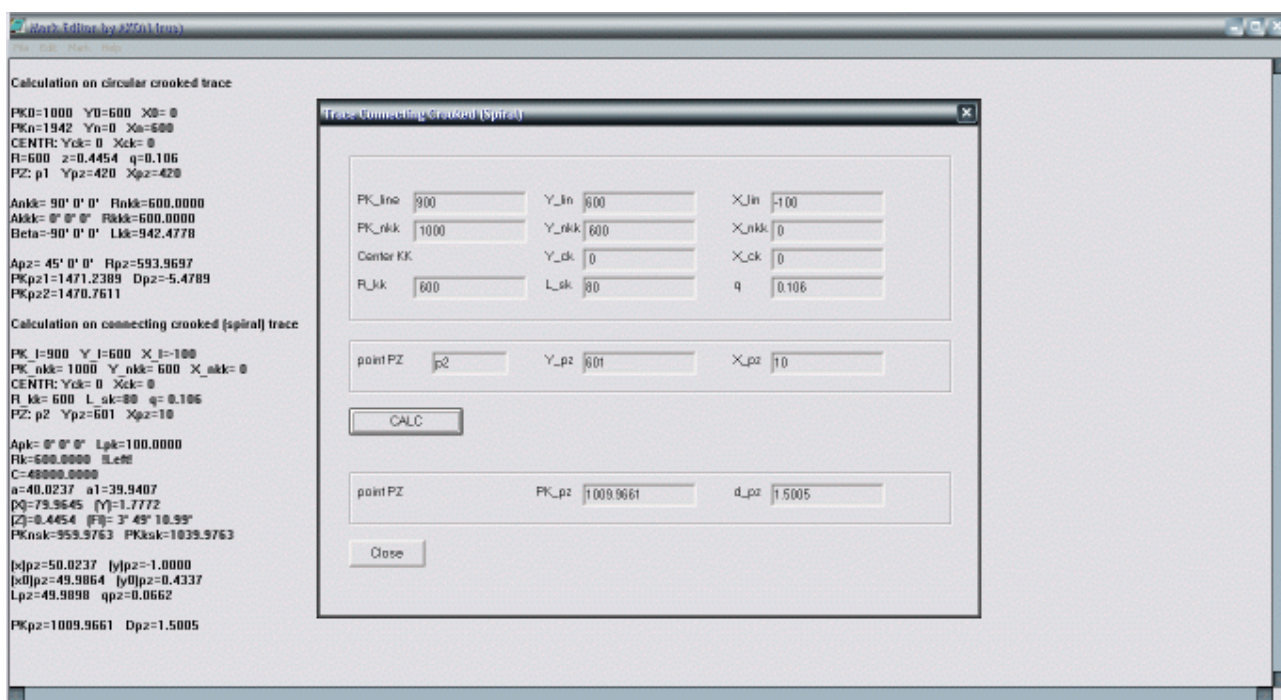 Mark Editor by
File Edit Mark Help
Calculation on circular crooked trace
PK0=1000 Y0=600 X0= 0
PKn=1942 Yn=0 Xn=600
CENTR: Yck= 0 Xck= 0
R=600 z=0.4454 q=0.106
PZ: p1 Ypz=420 Xpz=420
Ankk= 90° 0' 0" Rnkk=600.0000
Akkk= 0° 0' 0" Rkkk=600.0000
Beta=-90° 0' 0" Lkk=942.4778
Apz= 45° 0' 0" Rpz=593.9697
PKpz1=1471.2389 Dpz=-5.4789
PKpz2=1470.7611
Calculation on connecting crooked (spiral) trace
PK_l=900 Y_l=600 X_l=-100
PK_nkk= 1000 Y_nkk= 600 X_nkk= 0
CENTR: Yck= 0 Xck= 0
R_kk= 600 L_sk=80 q= 0.106
PZ: p2 Ypz=601 Xpz=10
Apk= 0° 0' 0" Lpk=100.0000
Rk=600.0000 !Left!
C=48000.0000
a=40.0237 a1=39.9407
[X]=79.9645 [Y]=1.7772
[Z]=0.4454 [FI]= 3° 49' 10.99"
PKnsk=959.9763 PKksk=1039.9763
[x]pz=50.0237 [y]pz=-1.0000
[x0]pz=49.9864 [y0]pz=0.4337
Lpz=49.9898 qpz=0.0662
PKpz=1009.9661 Dpz=1.5005
Trace Connecting Crooked (Spiral)
PK_line 900 Y_lin 600 X_lin -100
PK_nkk 1000 Y_nkk 600 X_nkk 0
Center KK Y_ck 0 X_ck 0
R_kk 600 L_sk 80 q 0.106
point PZ p2 Y_pz 601 X_pz 10
CALC
point PZ PK_pz 1009.9661 d_pz 1.5005
Close